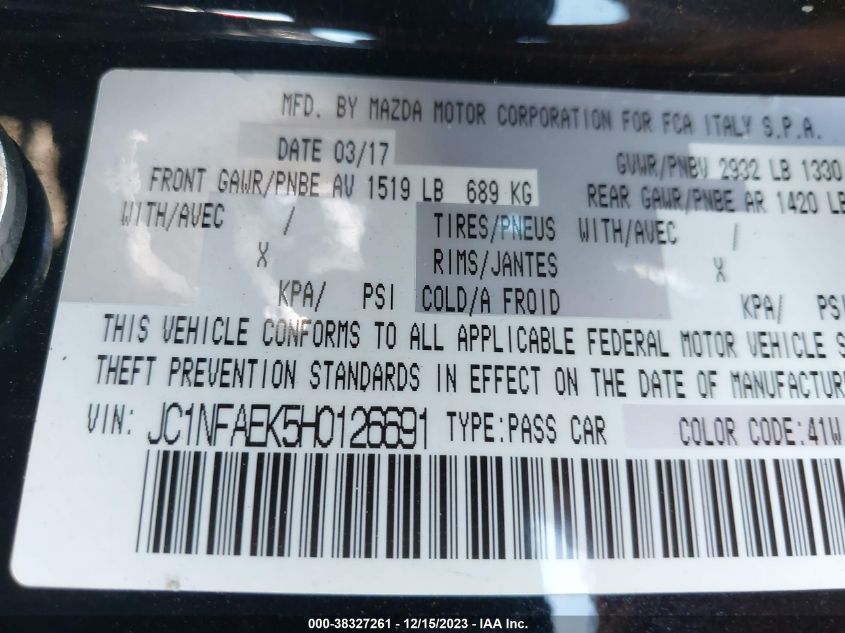 MFD. BY MAZDA MOTOR CORPORATION FOR FCA ITALY S.P.A.
DATE 03/17 GVWR/PNBV 2932 LB 1330
FRONT GAWR/PNBE AV 1519 LB 689 KG REAR GAWR/PNBE AR 1420 LB
WITH/AVEC / TIRES/PNEUS WITH/AVEC /
X RIMS/JANTES X
KPA/ PSI COLD/A FROID KPA/ PSI
THIS VEHICLE CONFORMS TO ALL APPLICABLE FEDERAL MOTOR VEHICLE S
THEFT PREVENTION STANDARDS IN EFFECT ON THE DATE OF MANUFACTUR
VIN: JC1NFAEK5H0126691 TYPE:PASS CAR COLOR CODE:41W
000-38327261 - 12/15/2023 - IAA Inc.